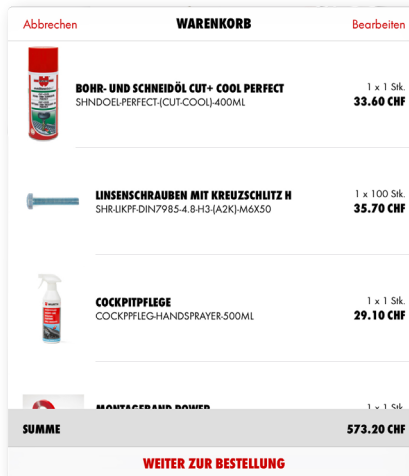 Abbrechen WARENKORB Bearbeiten
BOHR- UND SCHNEIDÖL CUT+ COOL PERFECT
SHNDOEL-PERFECT-(CUT-COOL)-400ML
1 x 1 Stk.
33.60 CHF
LINSENSCHRAUBEN MIT KREUZSCHLITZ H
SHR-LIKPF-DIN7985-4.8-H3-(A2K)-M6X50
1 x 100 Stk.
35.70 CHF
COCKPITPFLEGE
COCKPPFLEG-HANDSPRAYER-500ML
1 x 1 Stk.
29.10 CHF
MONTAGEBAND POWER
1 x 1 Stk.
SUMME 573.20 CHF
WEITER ZUR BESTELLUNG